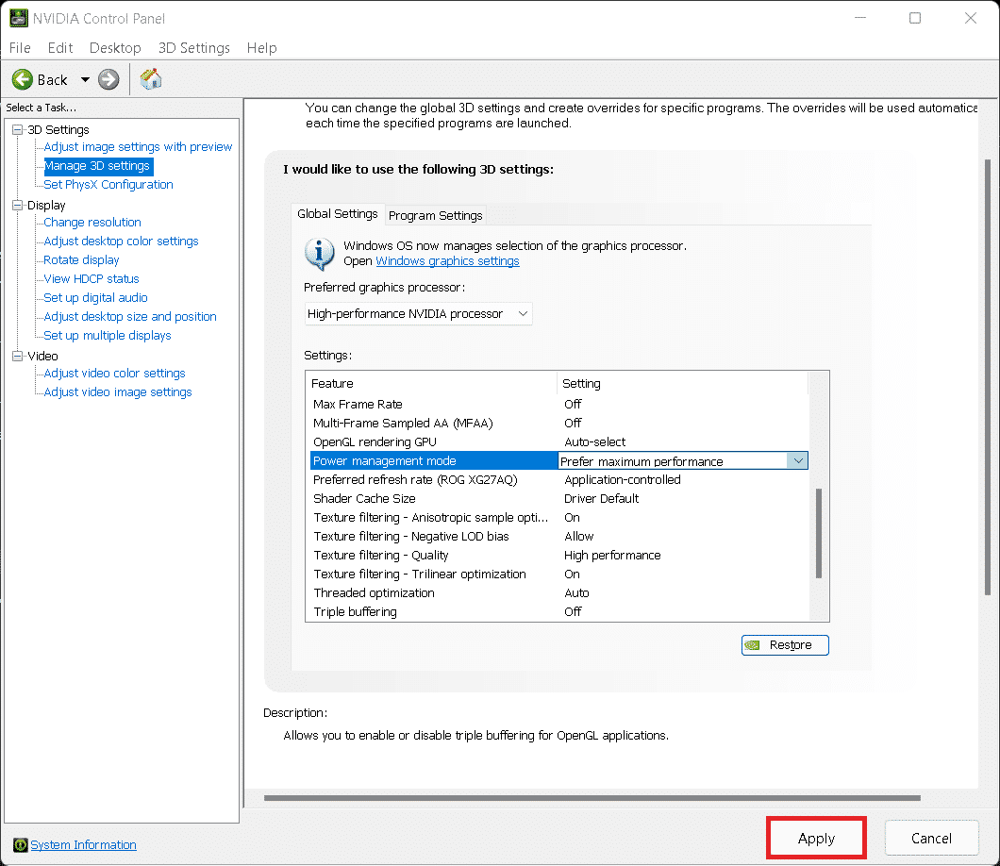 NVIDIA Control Panel
File Edit Desktop 3D Settings Help
Back
Select a Task...
3D Settings
Adjust image settings with preview
Manage 3D settings
Set PhysX Configuration
Display
Change resolution
Adjust desktop color settings
Rotate display
View HDCP status
Set up digital audio
Adjust desktop size and position
Set up multiple displays
Video
Adjust video color settings
Adjust video image settings
System Information
You can change the global 3D settings and create overrides for specific programs. The overrides will be used automatica
each time the specified programs are launched.
I would like to use the following 3D settings:
Global Settings Program Settings
Windows OS now manages selection of the graphics processor.
Open Windows graphics settings
Preferred graphics processor:
High-performance NVIDIA processor
Settings:
Feature Setting
Max Frame Rate Off
Multi-Frame Sampled AA (MFAA) Off
OpenGL rendering GPU Auto-select
Power management mode Prefer maximum performance
Preferred refresh rate (ROG XG27AQ) Application-controlled
Shader Cache Size Driver Default
Texture filtering - Anisotropic sample opti... On
Texture filtering - Negative LOD bias Allow
Texture filtering - Quality High performance
Texture filtering - Trilinear optimization On
Threaded optimization Auto
Triple buffering Off
Restore
Description:
Allows you to enable or disable triple buffering for OpenGL applications.
Apply Cancel